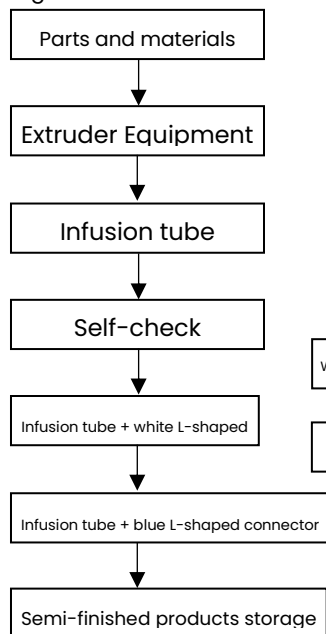 Parts and materials
Extruder Equipment
Infusion tube
Self-check
Infusion tube + white L-shaped
Infusion tube + blue L-shaped connector
Semi-finished products storage